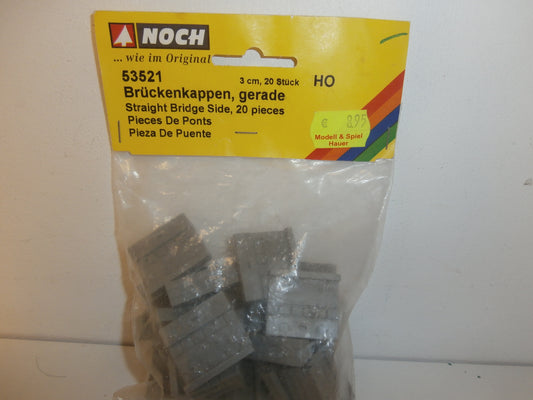 NOCH
... wie im Original
53521
3 cm, 20 Stück
HO
Brückenkappen, gerade
Straight Bridge Side, 20 pieces
Pieces De Ponts
Pieza De Puente
€ 8,95
Modell & Spiel
Hauer